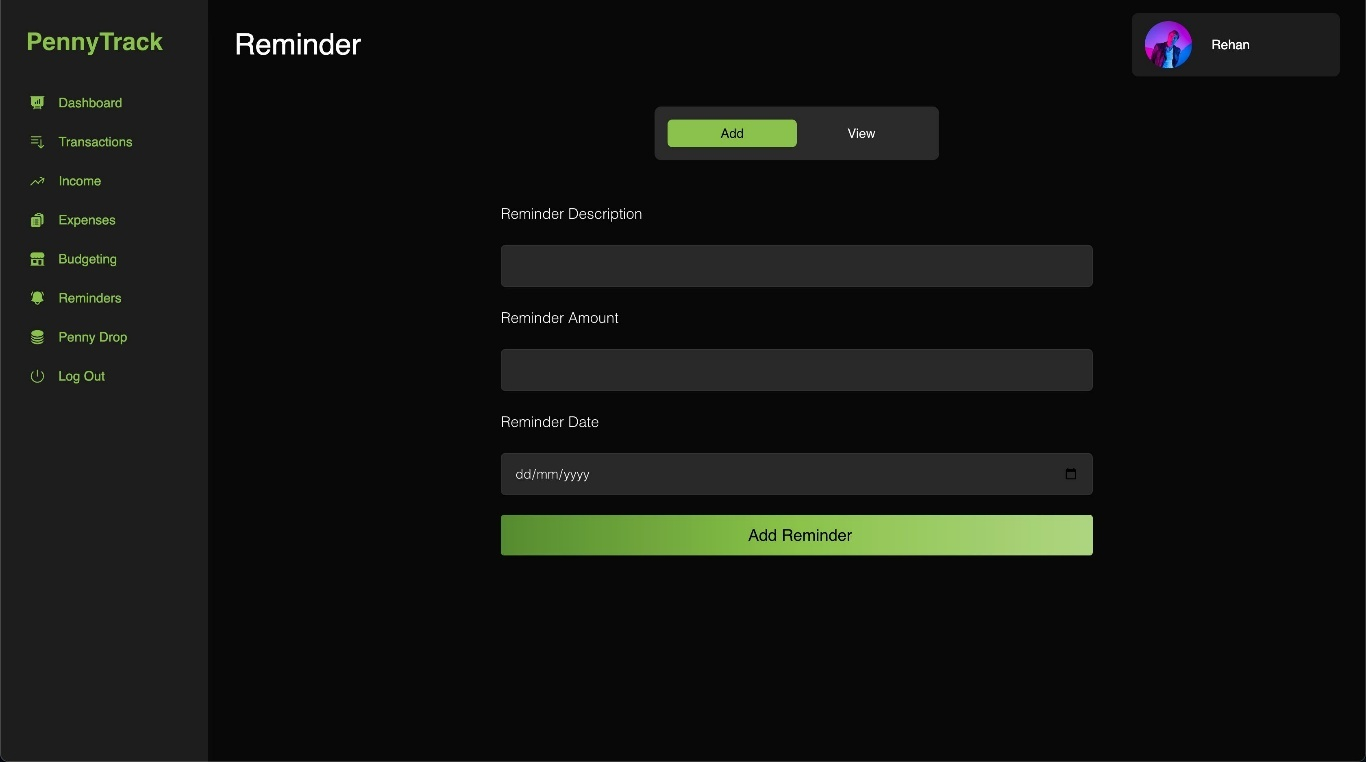 PennyTrack
Dashboard
Transactions
Income
Expenses
Budgeting
Reminders
Penny Drop
Log Out
Reminder
Rehan
Add View
Reminder Description
Reminder Amount
Reminder Date
dd/mm/yyyy
Add Reminder